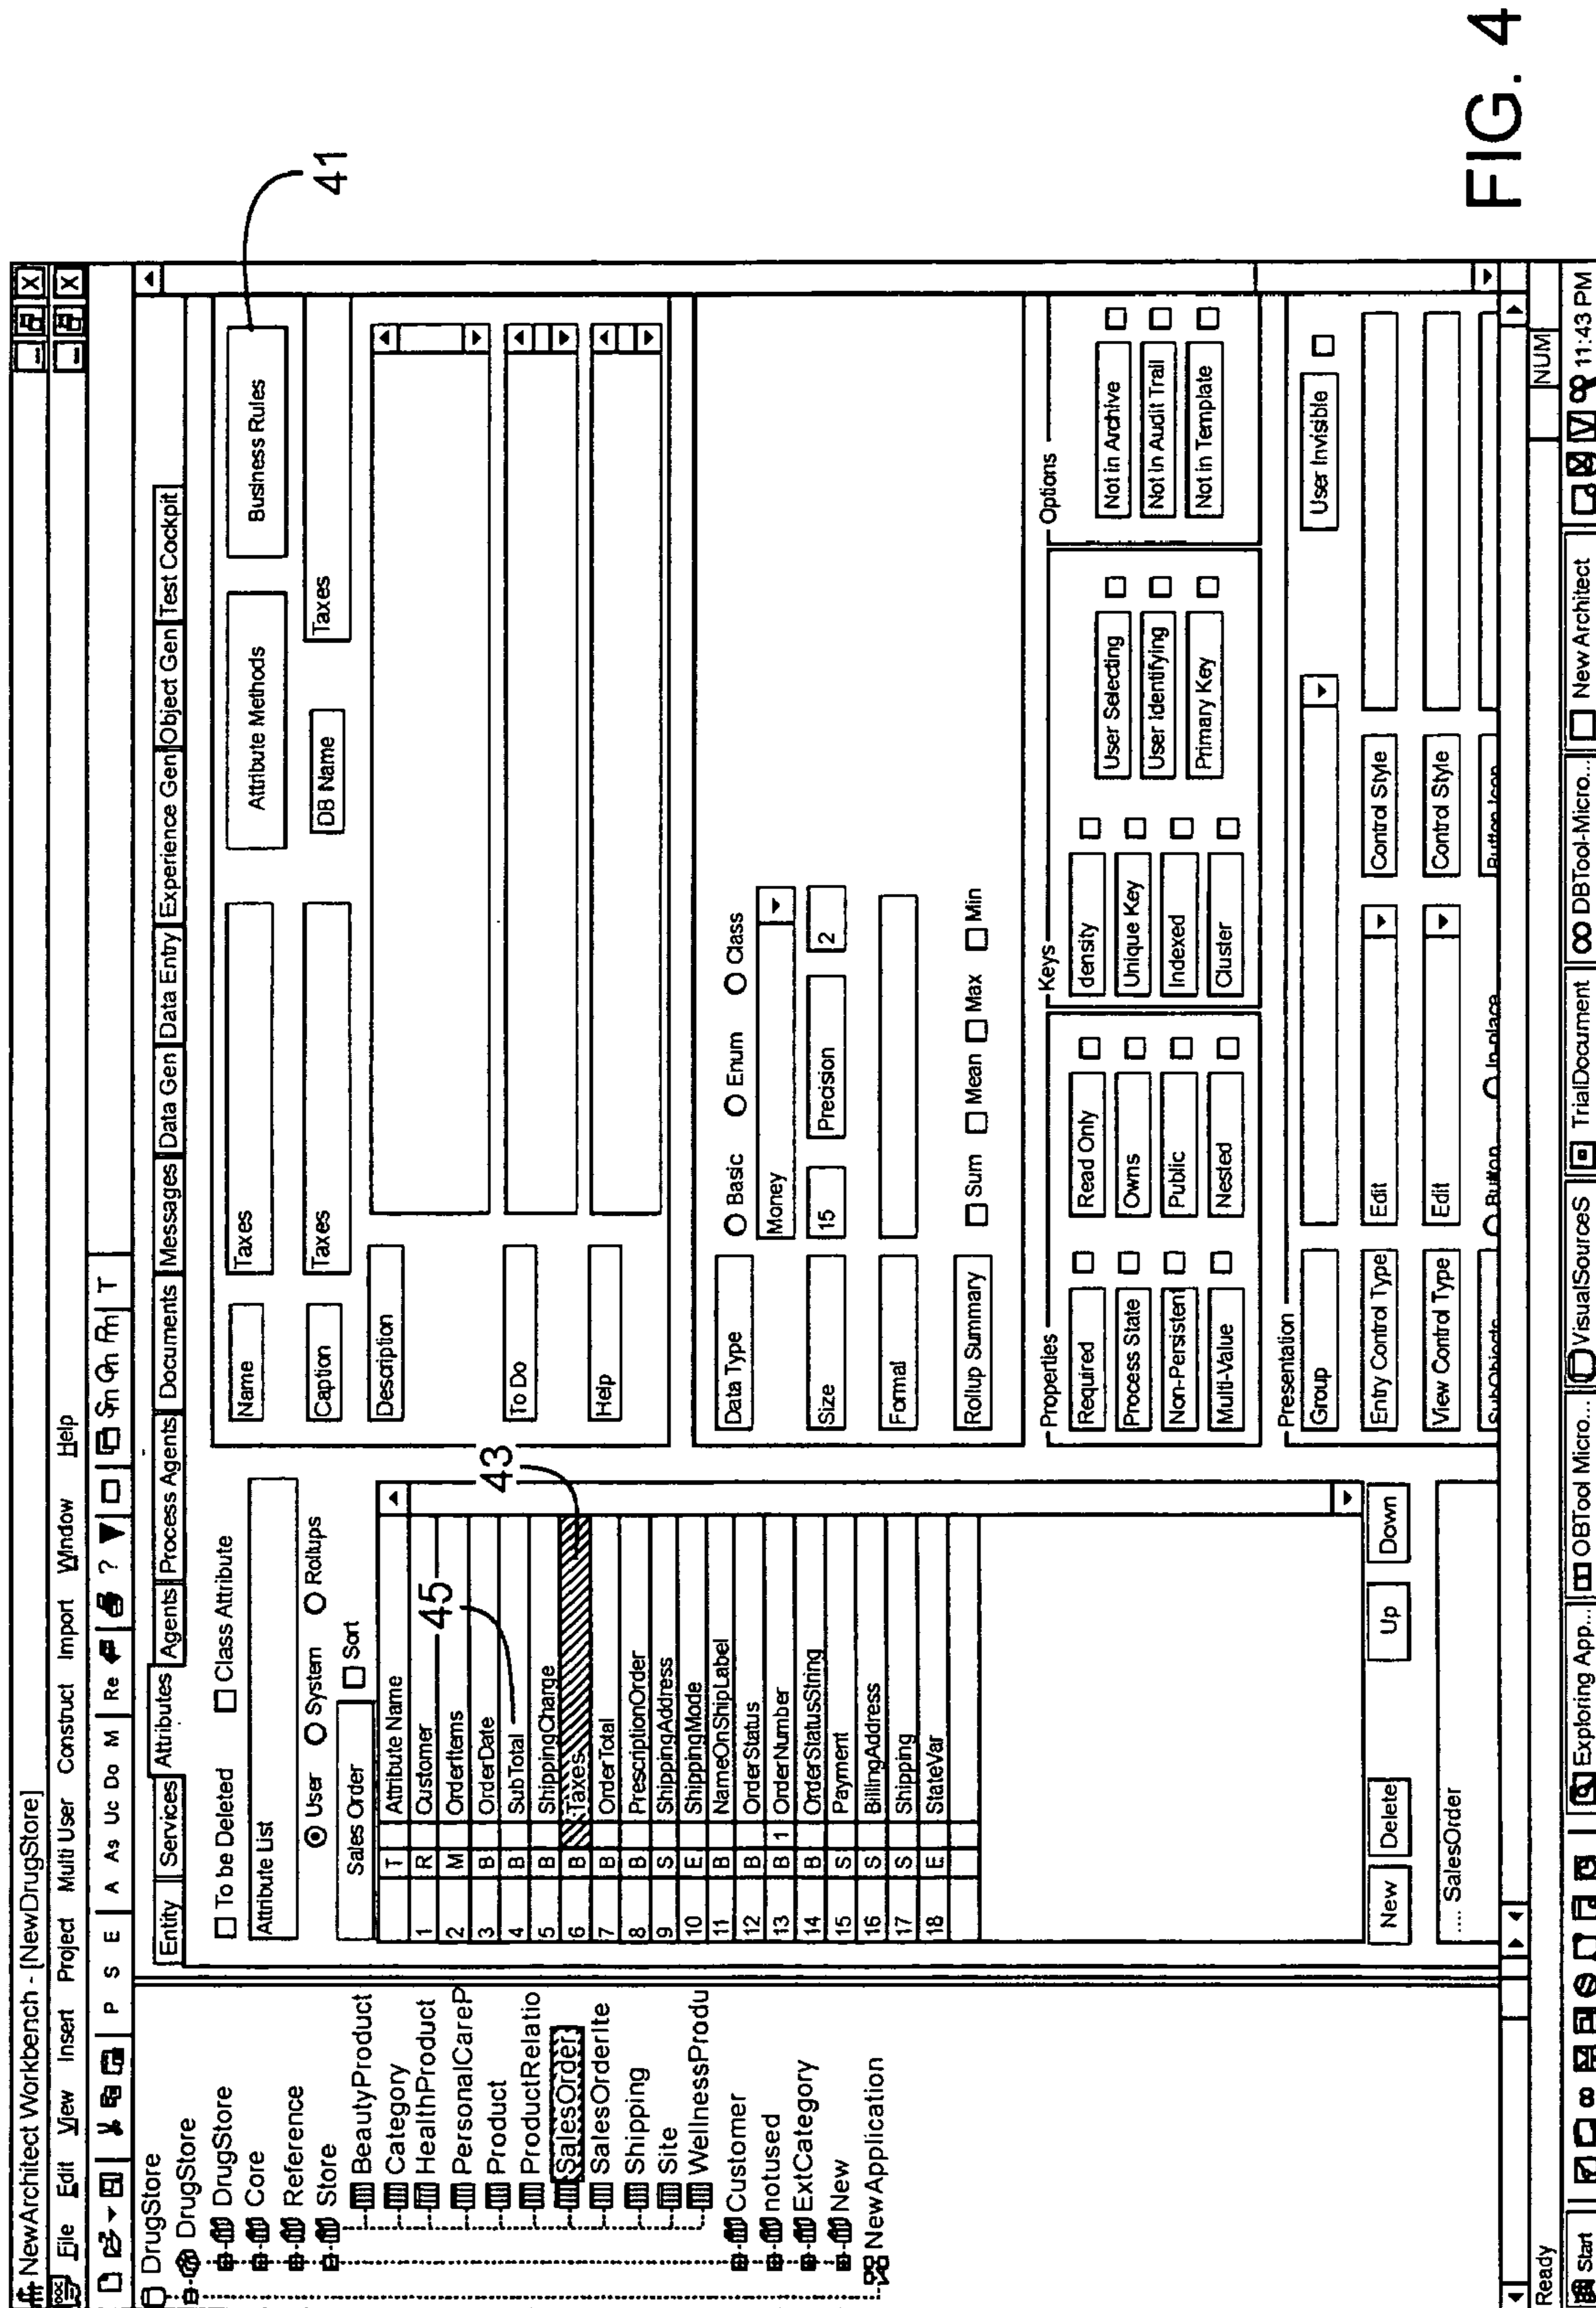 NewArchitect Workbench - [NewDrugStore]
File Edit View Insert Project Multi User Construct Import Window Help
P S E A As Uc Do M Re ? Sm Qm Pm T
DrugStore
DrugStore
DrugStore
Core
Reference
Store
BeautyProduct
Category
HealthProduct
PersonalCareP
Product
ProductRelatio
SalesOrder
SalesOrderIte
Shipping
Site
WellnessProdu
Customer
notused
ExtCategory
New
NewApplication
Entity Services Attributes Agents Process Agents Documents Messages Data Gen Data Entry Experience Gen Object Gen Test Cockpit
To be Deleted Class Attribute
Attribute List
User System Rollups
Sales Order Sort
T Attribute Name
1 R Customer
2 M OrderItems
3 B OrderDate
4 B SubTotal
5 B ShippingCharge
6 B Taxes
7 B OrderTotal
8 B PrescriptionOrder
9 S ShippingAddress
10 E ShippingMode
11 B NameOnShipLabel
12 B OrderStatus
13 B 1 OrderNumber
14 B OrderStatusString
15 S Payment
16 S BillingAddress
17 S Shipping
18 E StateVar
45
43
New Delete Up Down
.... SalesOrder
Name Taxes Attribute Methods Business Rules
41
Caption Taxes DB Name Taxes
Description
To Do
Help
Data Type Basic Enum Class
Money
Size 15 Precision 2
Formal
Rollup Summary Sum Mean Max Min
Properties
Required Read Only
Process State Owns
Non-Persistent Public
Multi-Value Nested
Keys
density User Selecting
Unique Key User Identifying
Indexed Primary Key
Cluster
Options
Not in Archive
Not in Audit Trail
Not in Template
Presentation
Group User Invisible
Entry Control Type Edit Control Style
View Control Type Edit Control Style
SubObjects Button In-place Button Icon
Ready NUM
Start Exploring App... OBTool Micro... VisualSourceS TrialDocument DBTool-Micro... New Architect 11:43 PM
FIG. 4